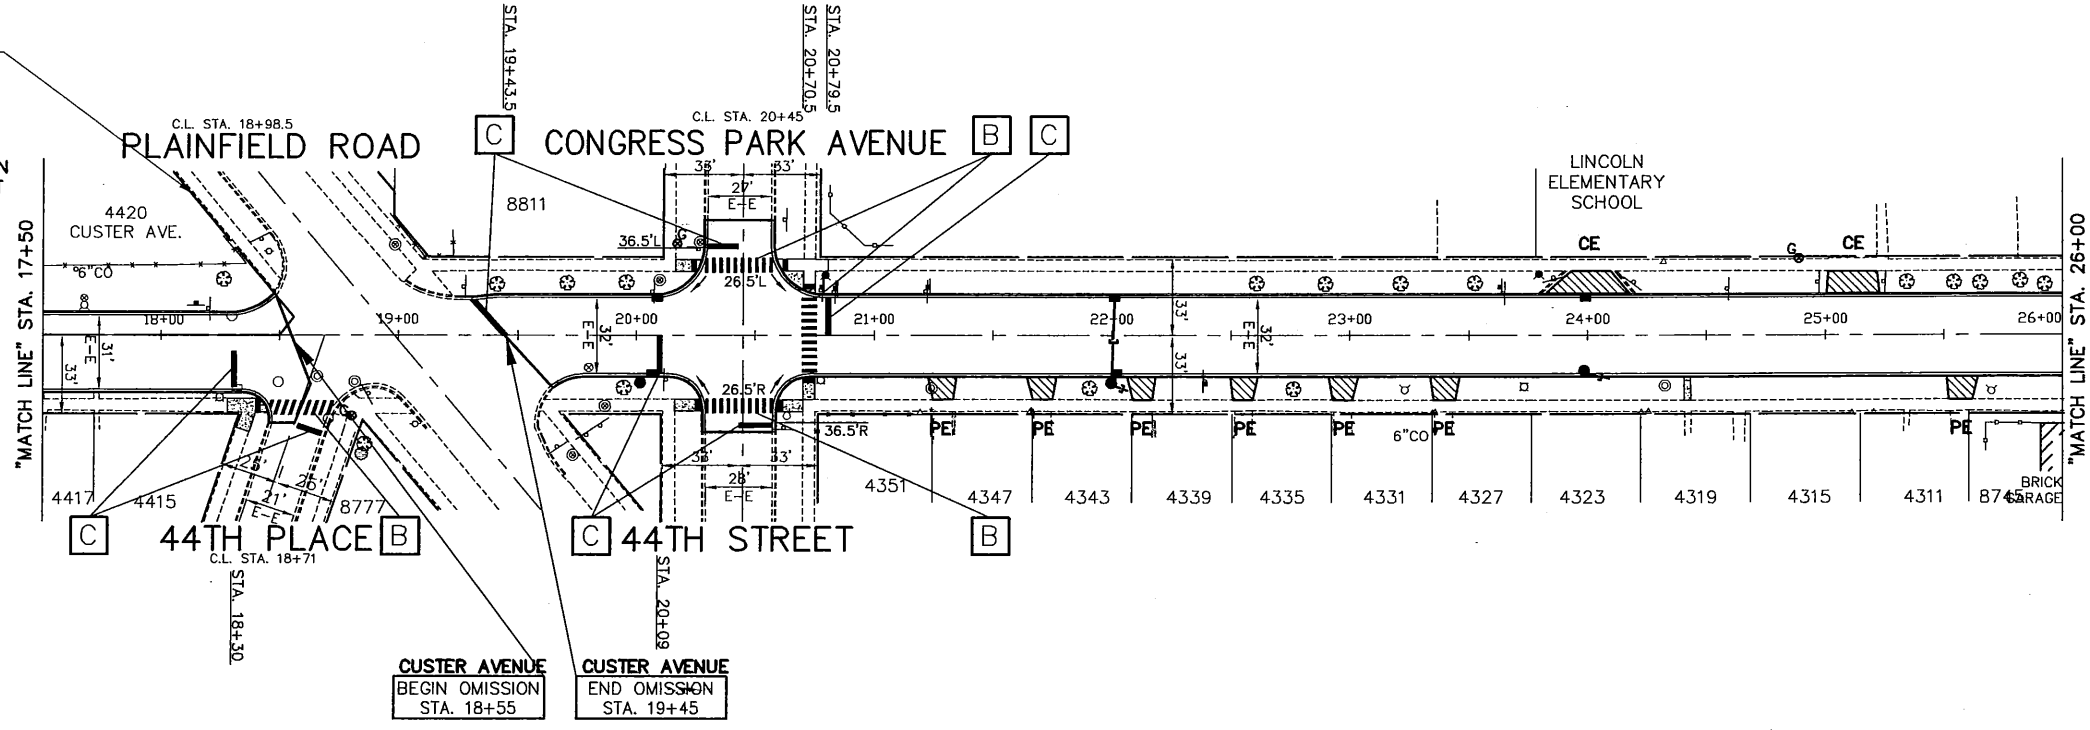 STA. 19+43.5
STA. 20+70.5
STA. 20+79.5
C.L. STA. 18+98.5
PLAINFIELD ROAD
C
C.L. STA. 20+45
CONGRESS PARK AVENUE
B
C
"MATCH LINE" STA. 17+50
4420
CUSTER AVE.
6"CO
8811
33'
33'
27'
E-E
36.5'L
G
26.5'L
LINCOLN
ELEMENTARY
SCHOOL
CE
G
CE
"MATCH LINE" STA. 26+00
18+00
19+00
20+00
21+00
22+00
23+00
24+00
25+00
26+00
31'
E-E
33'
32'
E-E
33'
33'
32'
E-E
26.5'R
36.5'R
33'
33'
28'
E-E
PE
PE
PE
PE
PE
6"CO
PE
PE
25'
25'
21'
E-E
4417
4415
8777
4351
4347
4343
4339
4335
4331
4327
4323
4319
4315
4311
BRICK
GARAGE
C
44TH PLACE
B
C.L. STA. 18+71
C
44TH STREET
B
STA. 18+30
STA. 20+09
CUSTER AVENUE
BEGIN OMISSION
STA. 18+55
CUSTER AVENUE
END OMISSION
STA. 19+45